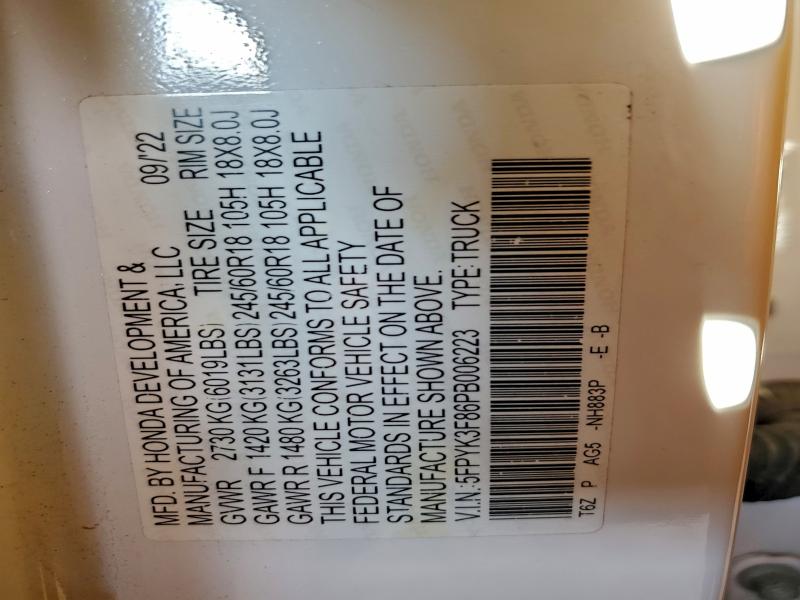 MFD. BY HONDA DEVELOPMENT &
MANUFACTURING OF AMERICA, LLC 09/'22
GVWR 2730 KG(6019LBS) TIRE SIZE RIM SIZE
GAWR F 1420 KG(3131LBS) 245/60R18 105H 18X8.0J
GAWR R 1480 KG(3263LBS) 245/60R18 105H 18X8.0J
THIS VEHICLE CONFORMS TO ALL APPLICABLE
FEDERAL MOTOR VEHICLE SAFETY
STANDARDS IN EFFECT ON THE DATE OF
MANUFACTURE SHOWN ABOVE.
V.I.N.:5FPYK3F86PB006223 TYPE:TRUCK
T6Z P AG5 -NH883P -E -B